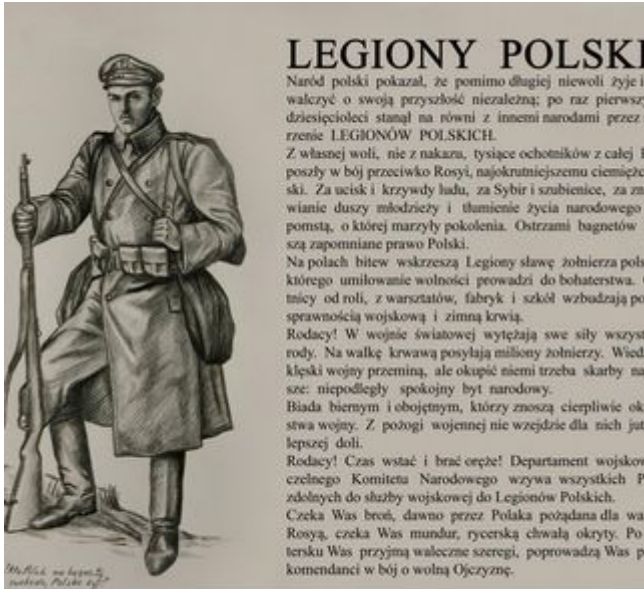 LEGIONY POLSKI
Naród polski pokazał, że pomimo długiej niewoli żyje i
walczyć o swoją przyszłość niezależną; po raz pierwszy
dziesięcioleci stanął na równi z innemi narodami przez
rzenie LEGIONÓW POLSKICH.
Z własnej woli, nie z nakazu, tysiące ochotników z całej
poszły w bój przeciwko Rosyi, najokrutniejszemu ciemięzc
ski. Za ucisk i krzywdy ludu, za Sybir i szubienice, za zn
wianie duszy młodzieży i tłumienie życia narodowego
pomstą, o której marzyły pokolenia. Ostrzami bagnetów
szą zapomniane prawo Polski.
Na polach bitew wskrzeszą Legiony sławę żołnierza pols
którego umiłowanie wolności prowadzi do bohaterstwa.
tnicy od roli, z warsztatów, fabryk i szkół wzbudzają po
sprawnością wojskową i zimną krwią.
Rodacy! W wojnie światowej wytężają swe siły wszyst
rody. Na walkę krwawą posyłają miliony żołnierzy. Wied
klęski wojny przeminą, ale okupić niemi trzeba skarby na
sze: niepodległy spokojny byt narodowy.
Biada biernym i obojętnym, którzy znoszą cierpliwie ok
stwa wojny. Z pożogi wojennej nie wzejdzie dla nich jut
lepszej doli.
Rodacy! Czas wstać i brać oręże! Departament wojskow
czelnego Komitetu Narodowego wzywa wszystkich P
zdolnych do służby wojskowej do Legionów Polskich.
Czeka Was broń, dawno przez Polaka pożądana dla wa
Rosyą, czeka Was mundur, rycerską chwałą okryty. Po
tersku Was przyjmą waleczne szeregi, poprowadzą Was p
komendanci w bój o wolną Ojczyznę.